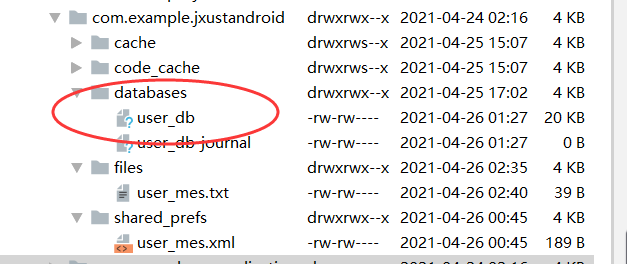 com.example.jxustandroid drwxrwx--x 2021-04-24 02:16 4 KB
cache drwxrws--x 2021-04-25 15:07 4 KB
code_cache drwxrws--x 2021-04-25 15:07 4 KB
databases drwxrwx--x 2021-04-25 17:02 4 KB
user_db -rw-rw---- 2021-04-26 01:27 20 KB
user_db-journal -rw-rw---- 2021-04-26 01:27 0 B
files drwxrwx--x 2021-04-26 02:35 4 KB
user_mes.txt -rw-rw---- 2021-04-26 02:40 39 B
shared_prefs drwxrwx--x 2021-04-26 00:45 4 KB
user_mes.xml -rw-rw---- 2021-04-26 00:45 189 B